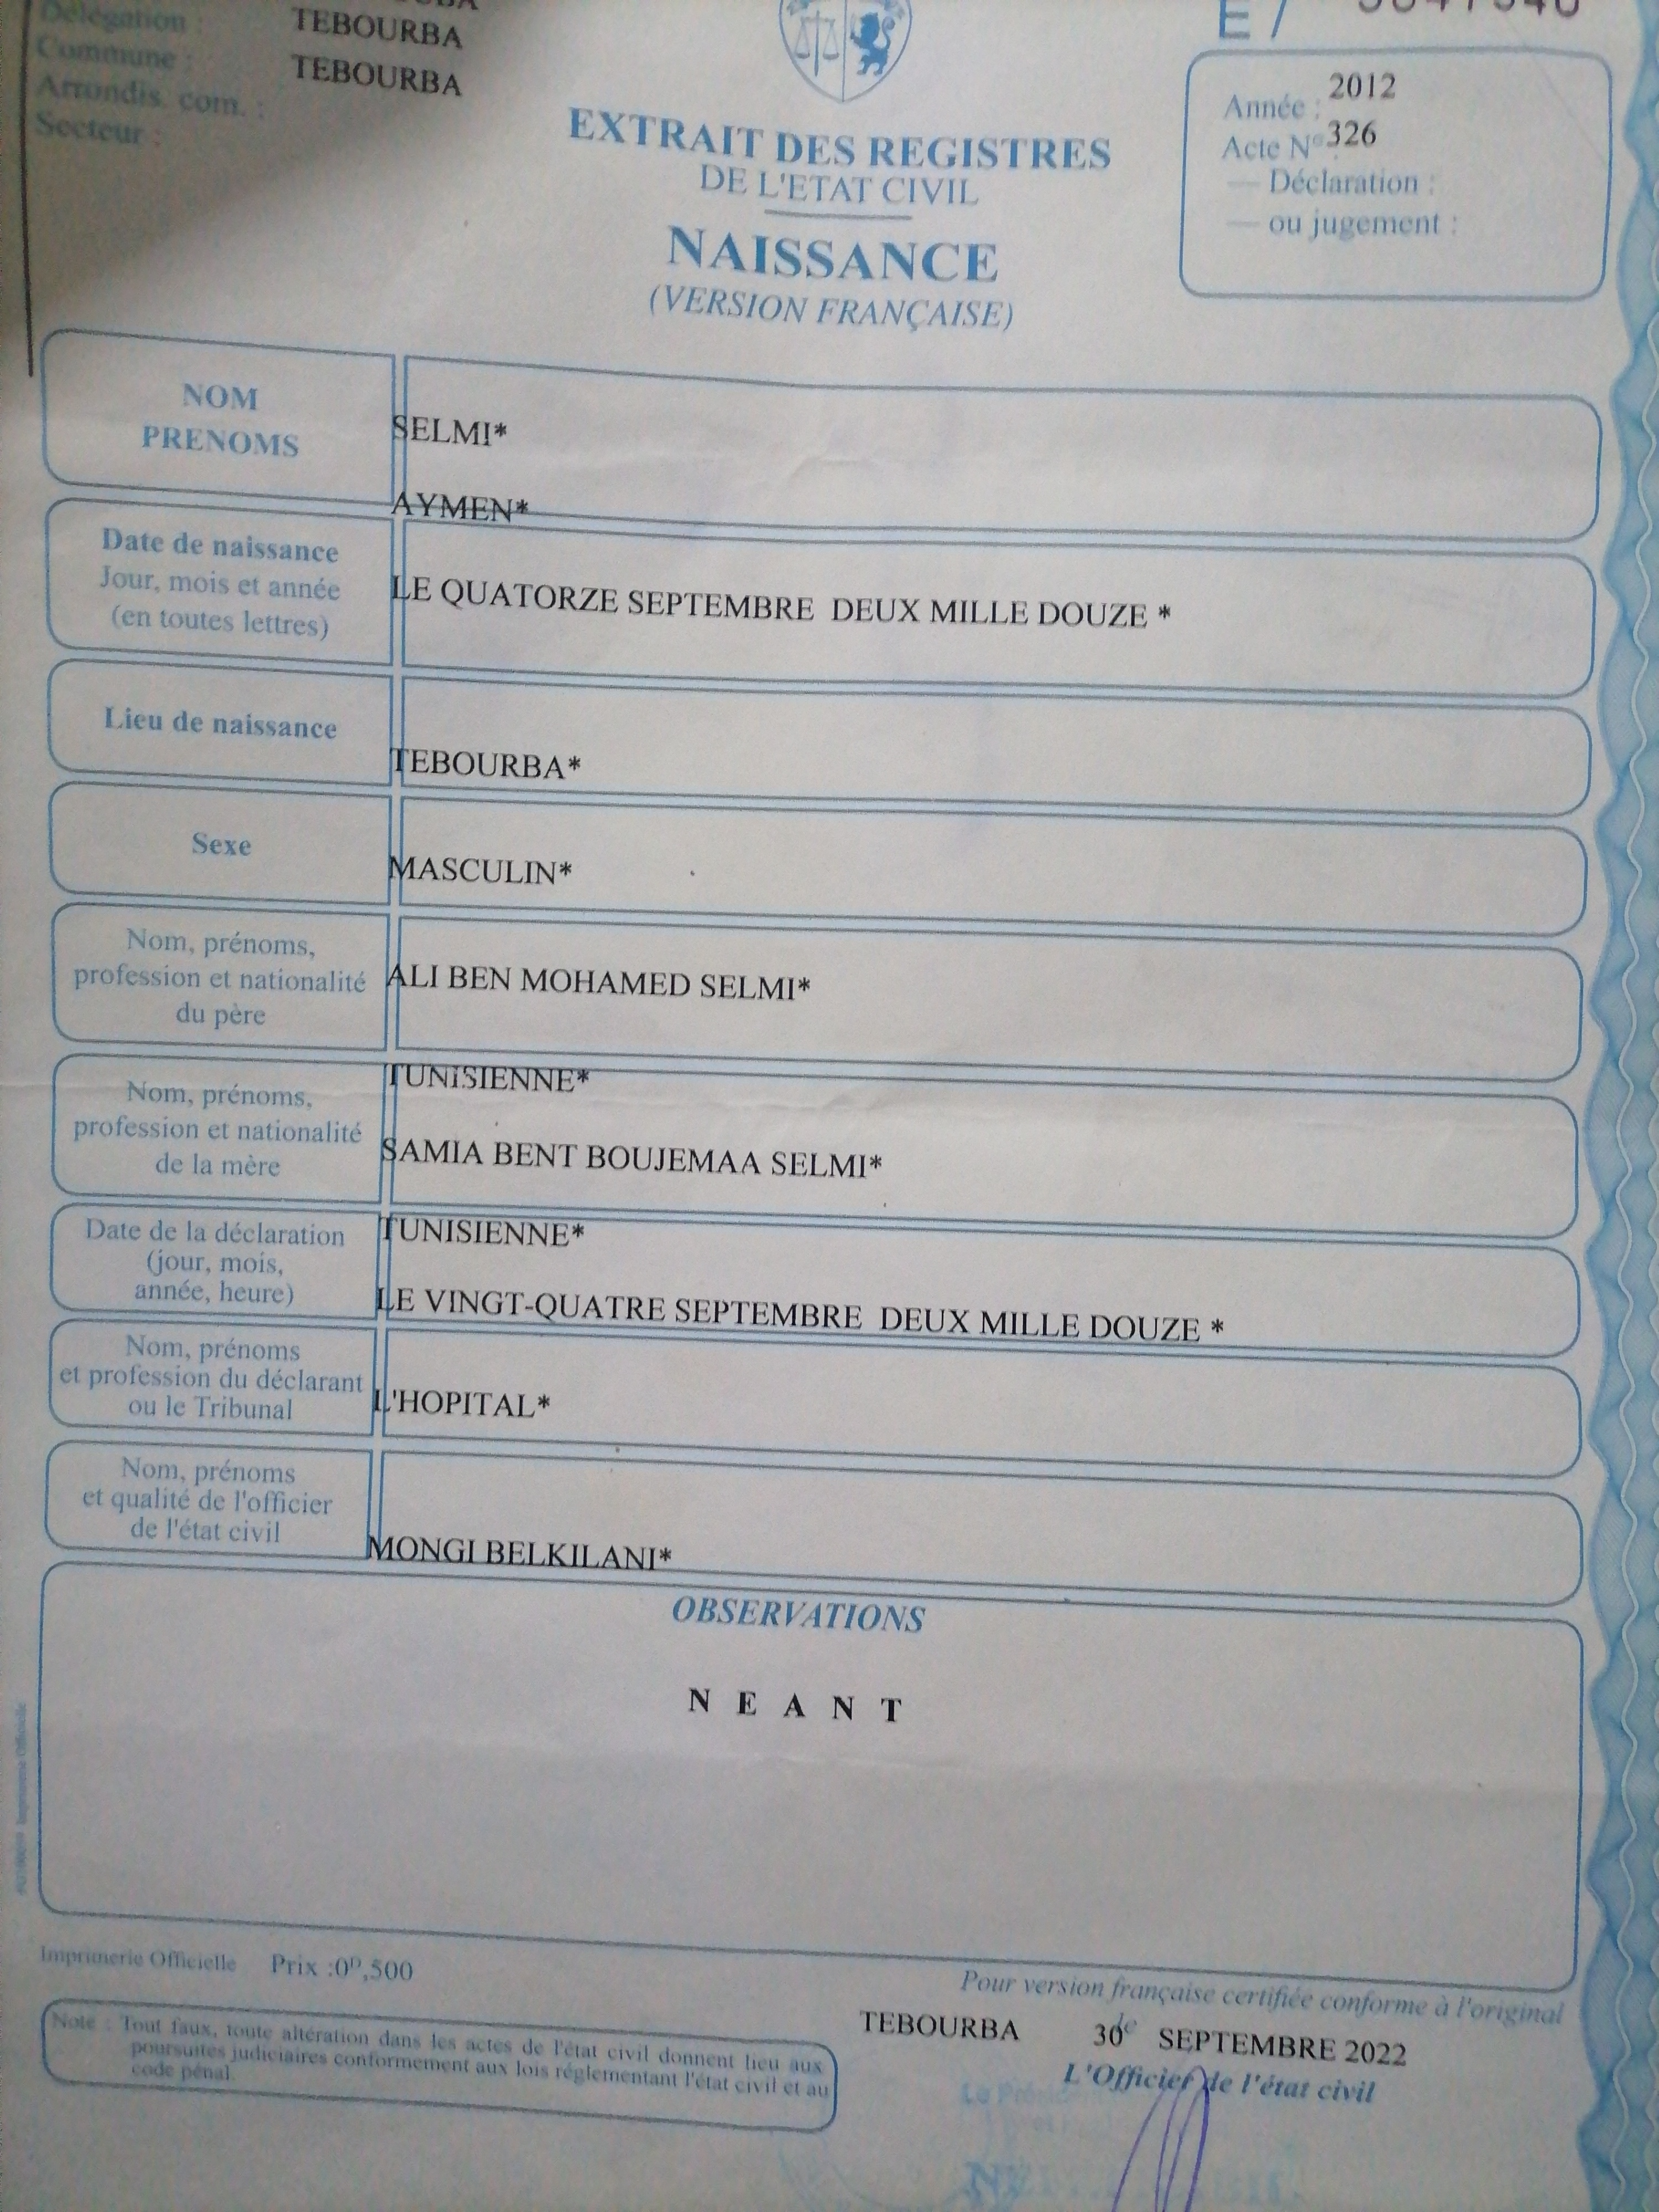 Délégation : TEBOURBA
Commune : TEBOURBA
Arrondis. com. :
Secteur :
E7
Année : 2012
Acte N° 326
— Déclaration :
— ou jugement :
EXTRAIT DES REGISTRES
DE L'ETAT CIVIL
NAISSANCE
(VERSION FRANÇAISE)
NOM
PRENOMS
SELMI*
AYMEN*
Date de naissance
Jour, mois et année
(en toutes lettres)
LE QUATORZE SEPTEMBRE DEUX MILLE DOUZE *
Lieu de naissance
TEBOURBA*
Sexe
MASCULIN*
Nom, prénoms,
profession et nationalité
du père
ALI BEN MOHAMED SELMI*
TUNISIENNE*
Nom, prénoms,
profession et nationalité
de la mère
SAMIA BENT BOUJEMAA SELMI*
TUNISIENNE*
Date de la déclaration
(jour, mois,
année, heure)
LE VINGT-QUATRE SEPTEMBRE DEUX MILLE DOUZE *
Nom, prénoms
et profession du déclarant
ou le Tribunal
L'HOPITAL*
Nom, prénoms
et qualité de l'officier
de l'état civil
MONGI BELKILANI*
OBSERVATIONS
N E A N T
Imprimerie Officielle Prix :0ᴰ,500
Note : Tout faux, toute altération dans les actes de l'état civil donnent lieu aux
poursuites judiciaires conformement aux lois réglementant l'état civil et au
code pénal.
Pour version française certifiée conforme à l'original
TEBOURBA le 30 SEPTEMBRE 2022
L'Officier de l'état civil